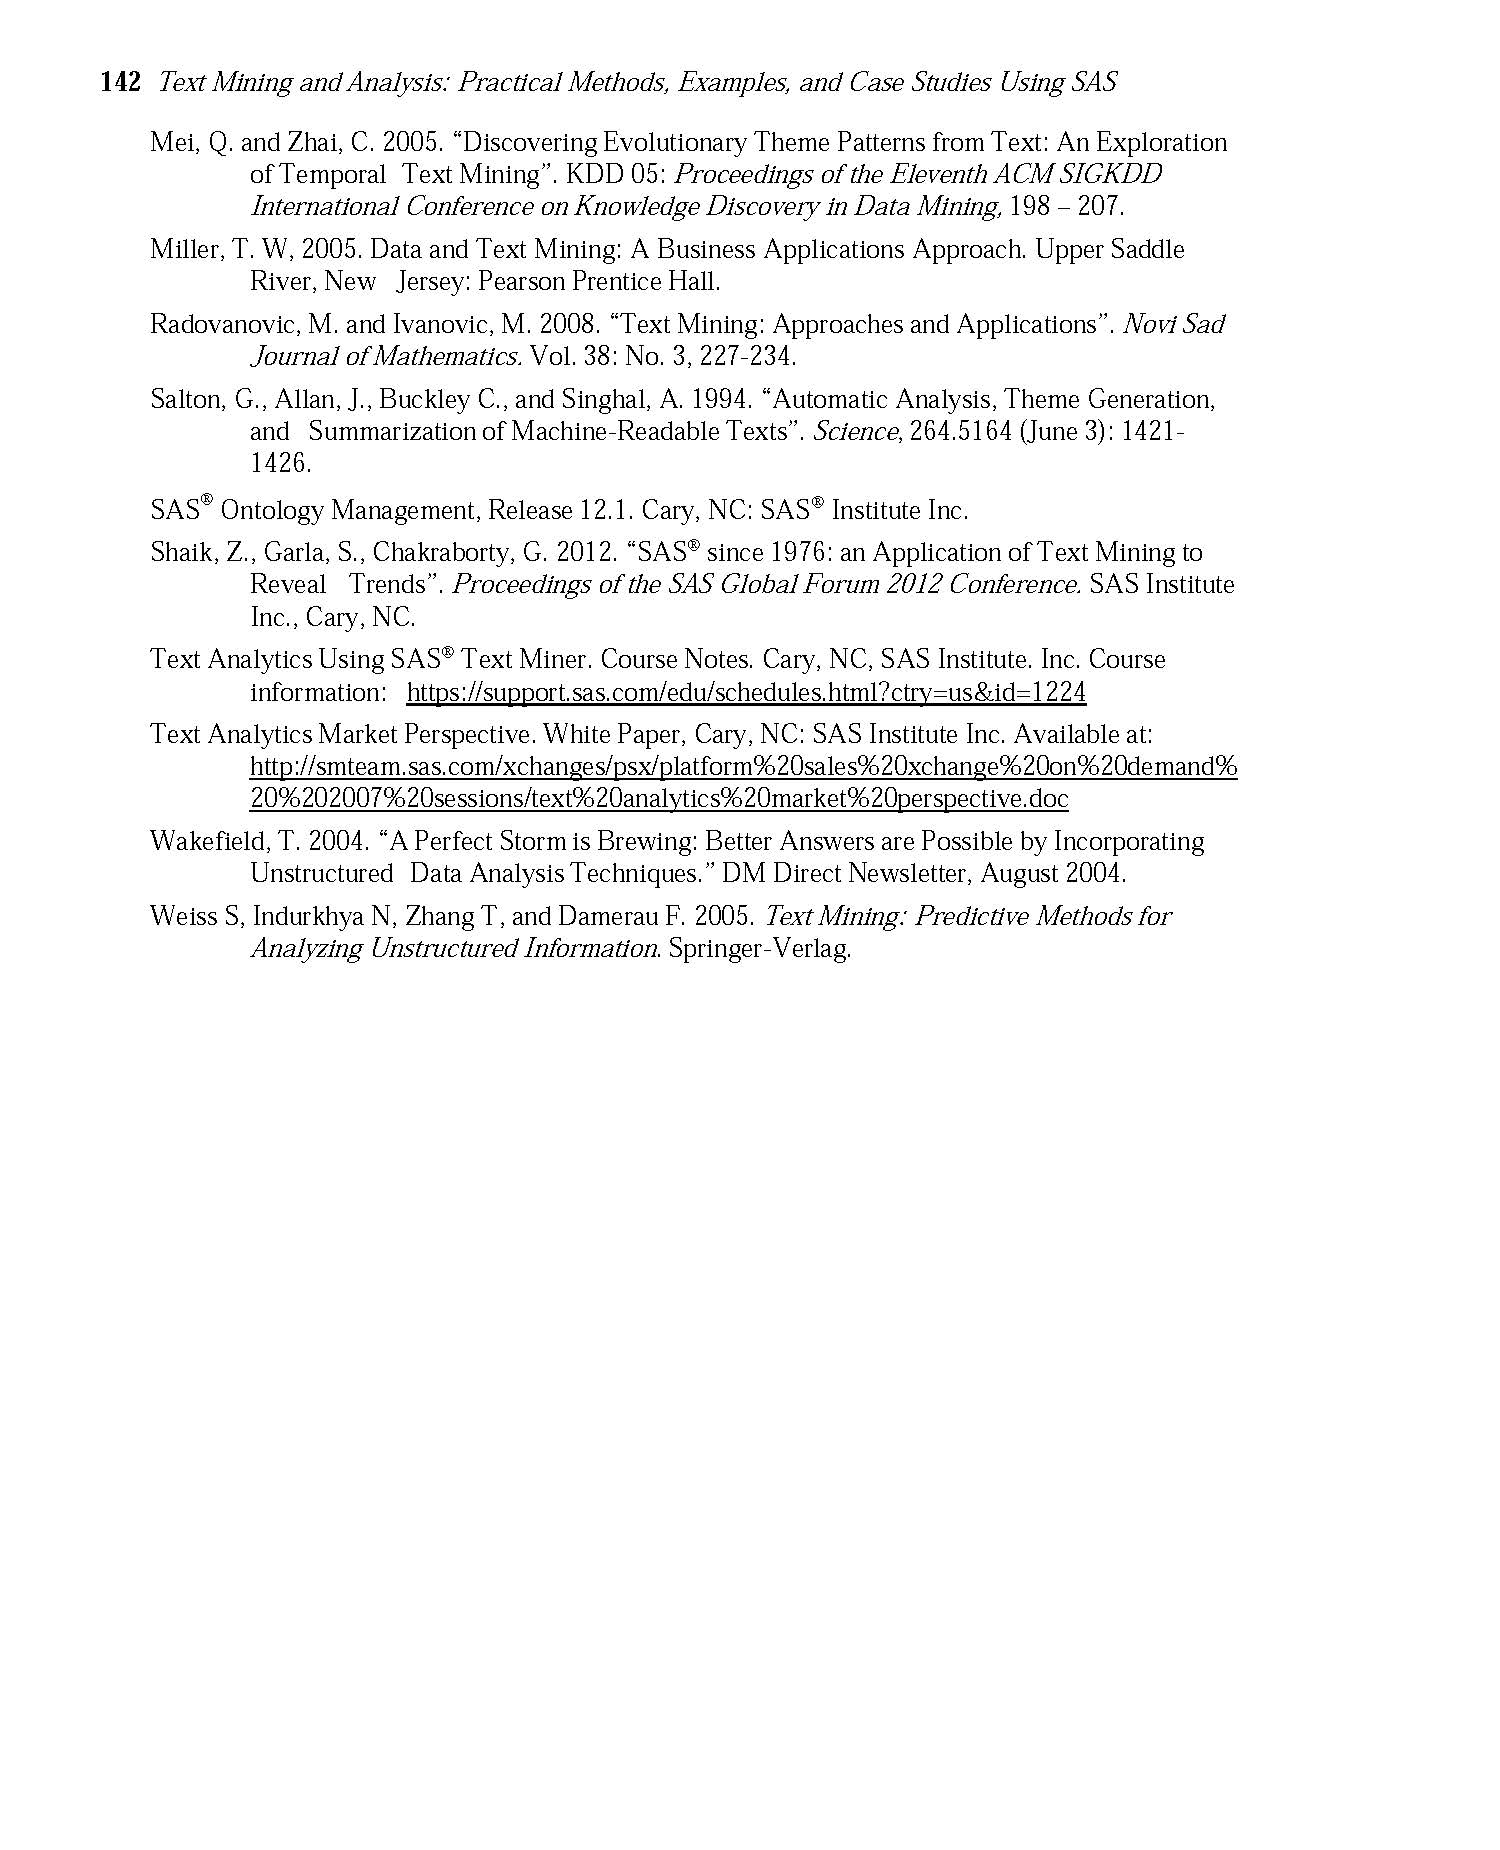 142 Text Mining and Analysis: Practical Methods, Examples, and Case Studies Using SAS
Mei, Q. and Zhai, C. 2005. “Discovering Evolutionary Theme Patterns from Text: An Exploration
of Temporal Text Mining”. KDD 05: Proceedings of the Eleventh ACM SIGKDD
International Conference on Knowledge Discovery in Data Mining, 198 – 207.
Miller, T. W, 2005. Data and Text Mining: A Business Applications Approach. Upper Saddle
River, New Jersey: Pearson Prentice Hall.
Radovanovic, M. and Ivanovic, M. 2008. “Text Mining: Approaches and Applications”. Novi Sad
Journal of Mathematics. Vol. 38: No. 3, 227-234.
Salton, G., Allan, J., Buckley C., and Singhal, A. 1994. “Automatic Analysis, Theme Generation,
and Summarization of Machine-Readable Texts”. Science, 264.5164 (June 3): 1421-
1426.
SAS® Ontology Management, Release 12.1. Cary, NC: SAS® Institute Inc.
Shaik, Z., Garla, S., Chakraborty, G. 2012. “SAS® since 1976: an Application of Text Mining to
Reveal Trends”. Proceedings of the SAS Global Forum 2012 Conference. SAS Institute
Inc., Cary, NC.
Text Analytics Using SAS® Text Miner. Course Notes. Cary, NC, SAS Institute. Inc. Course
information: https://support.sas.com/edu/schedules.html?ctry=us&id=1224
Text Analytics Market Perspective. White Paper, Cary, NC: SAS Institute Inc. Available at:
http://smteam.sas.com/xchanges/psx/platform%20sales%20xchange%20on%20demand%
20%202007%20sessions/text%20analytics%20market%20perspective.doc
Wakefield, T. 2004. “A Perfect Storm is Brewing: Better Answers are Possible by Incorporating
Unstructured Data Analysis Techniques.” DM Direct Newsletter, August 2004.
Weiss S, Indurkhya N, Zhang T, and Damerau F. 2005. Text Mining: Predictive Methods for
Analyzing Unstructured Information. Springer-Verlag.